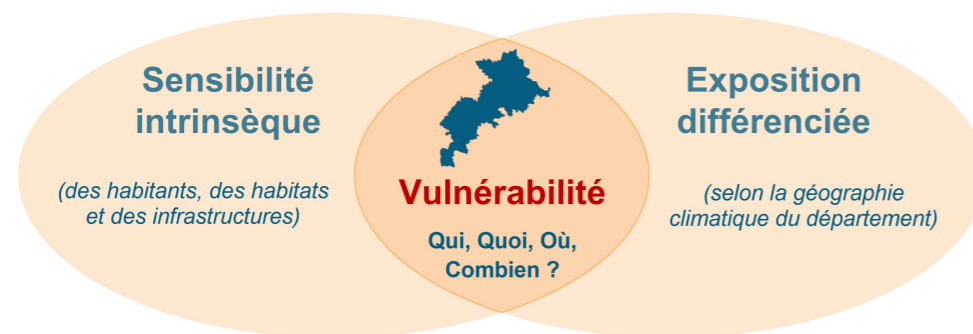 Sensibilité
intrinsèque
(des habitants, des habitats
et des infrastructures)
Vulnérabilité
Qui, Quoi, Où,
Combien ?
Exposition
différenciée
(selon la géographie
climatique du département)